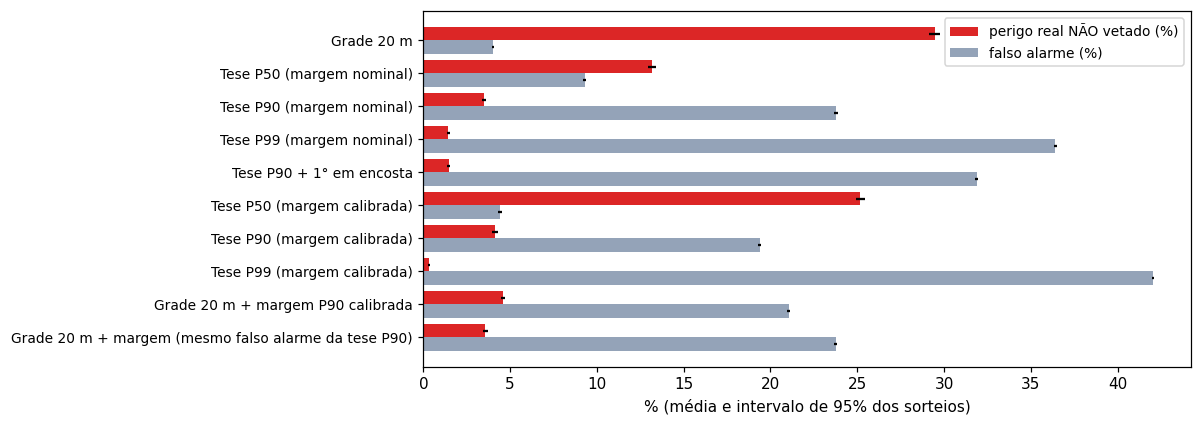 perigo real NÃO vetado (%)
falso alarme (%)
Grade 20 m
Tese P50 (margem nominal)
Tese P90 (margem nominal)
Tese P99 (margem nominal)
Tese P90 + 1° em encosta
Tese P50 (margem calibrada)
Tese P90 (margem calibrada)
Tese P99 (margem calibrada)
Grade 20 m + margem P90 calibrada
Grade 20 m + margem (mesmo falso alarme da tese P90)
0 5 10 15 20 25 30 35 40
% (média e intervalo de 95% dos sorteios)